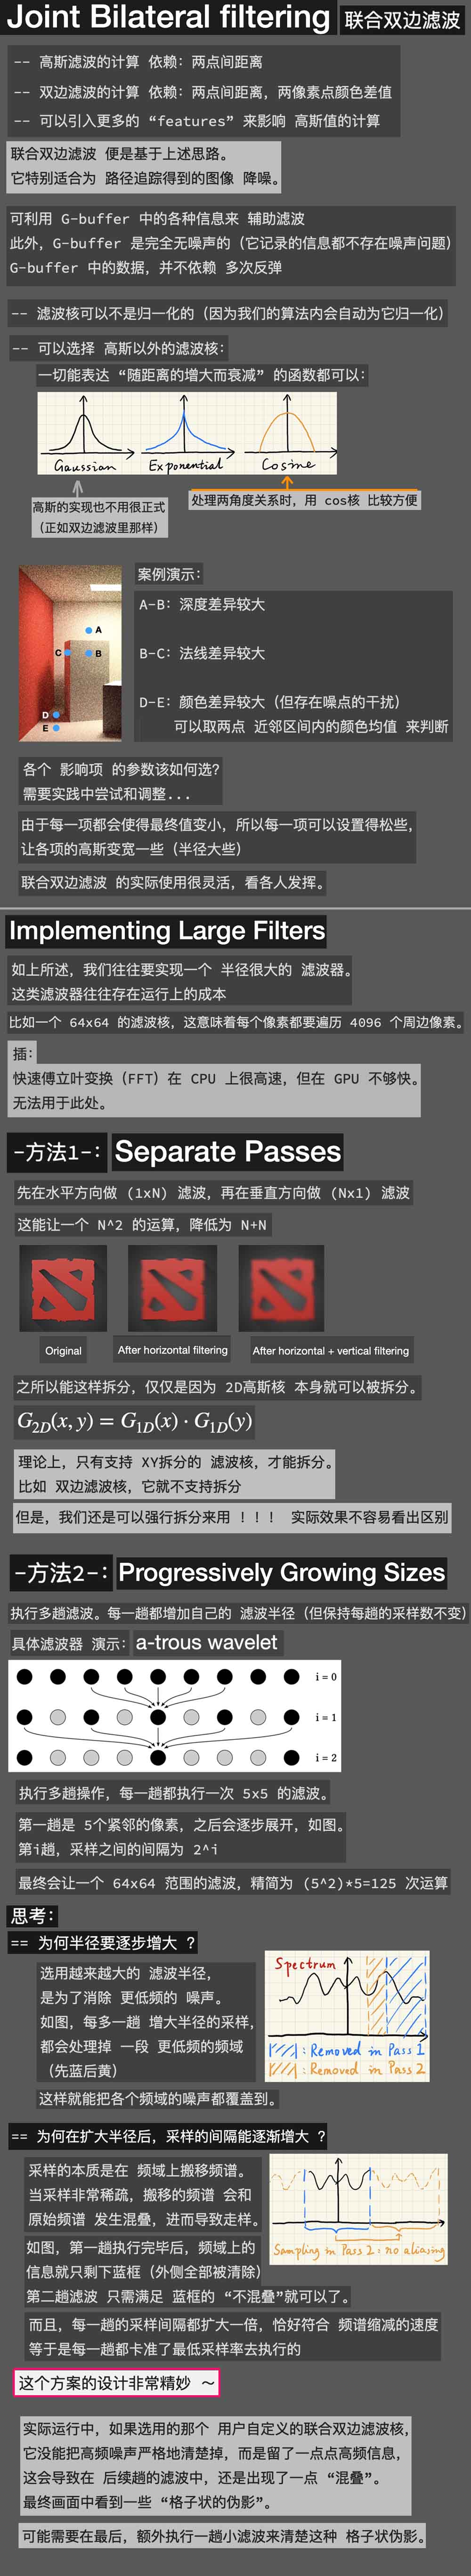 Joint Bilateral filtering 联合双边滤波
-- 高斯滤波的计算 依赖: 两点间距离
-- 双边滤波的计算 依赖: 两点间距离, 两像素点颜色差值
-- 可以引入更多的 “features” 来影响 高斯值的计算
联合双边滤波 便是基于上述思路。
它特别适合为 路径追踪得到的图像 降噪。
可利用 G-buffer 中的各种信息来 辅助滤波
此外, G-buffer 是完全无噪声的 (它记录的信息都不存在噪声问题)
G-buffer 中的数据, 并不依赖 多次反弹
-- 滤波核可以不是归一化的 (因为我们的算法内会自动为它归一化)
-- 可以选择 高斯以外的滤波核:
一切能表达 “随距离的增大而衰减” 的函数都可以:
Gaussian Exponential Cosine
高斯的实现也不用很正式
(正如双边滤波里那样)
处理两角度关系时, 用 cos核 比较方便
案例演示:
A
C B
D
E
A-B: 深度差异较大
B-C: 法线差异较大
D-E: 颜色差异较大 (但存在噪点的干扰)
可以取两点 近邻区间内的颜色均值 来判断
各个 影响项 的参数该如何选?
需要实践中尝试和调整...
由于每一项都会使得最终值变小, 所以每一项可以设置得松些,
让各项的高斯变宽一些 (半径大些)
联合双边滤波 的实际使用很灵活, 看各人发挥。
Implementing Large Filters
如上所述, 我们往往要实现一个 半径很大的 滤波器。
这类滤波器往往存在运行上的成本
比如一个 64x64 的滤波核, 这意味着每个像素都要遍历 4096 个周边像素。
插:
快速傅立叶变换 (FFT) 在 CPU 上很高速, 但在 GPU 不够快。
无法用于此处。
-方法1-: Separate Passes
先在水平方向做 (1xN) 滤波, 再在垂直方向做 (Nx1) 滤波
这能让一个 N^2 的运算, 降低为 N+N
Original After horizontal filtering After horizontal + vertical filtering
之所以能这样拆分, 仅仅是因为 2D高斯核 本身就可以被拆分。
G2D(x, y) = G1D(x) · G1D(y)
理论上, 只有支持 XY拆分的 滤波核, 才能拆分。
比如 双边滤波核, 它就不支持拆分
但是, 我们还是可以强行拆分来用 ! ! ! 实际效果不容易看出区别
-方法2-: Progressively Growing Sizes
执行多趟滤波。每一趟都增加自己的 滤波半径 (但保持每趟的采样数不变)
具体滤波器 演示: a-trous wavelet
i = 0
i = 1
i = 2
执行多趟操作, 每一趟都执行一次 5x5 的滤波。
第一趟是 5个紧邻的像素, 之后会逐步展开, 如图。
第i趟, 采样之间的间隔为 2^i
最终会让一个 64x64 范围的滤波, 精简为 (5^2)*5=125 次运算
思考:
== 为何半径要逐步增大 ?
选用越来越大的 滤波半径,
是为了消除 更低频的 噪声。
如图, 每多一趟 增大半径的采样,
都会处理掉 一段 更低频的频域
(先蓝后黄)
Spectrum
: Removed in Pass 1
: Removed in Pass 2
这样就能把各个频域的噪声都覆盖到。
== 为何在扩大半径后, 采样的间隔能逐渐增大 ?
采样的本质是在 频域上搬移频谱。
当采样非常稀疏, 搬移的频谱 会和
原始频谱 发生混叠, 进而导致走样。
如图, 第一趟执行完毕后, 频域上的
信息就只剩下蓝框 (外侧全部被清除)
第二趟滤波 只需满足 蓝框的 “不混叠”就可以了。
Sampling in Pass 2: no aliasing
而且, 每一趟的采样间隔都扩大一倍, 恰好符合 频谱缩减的速度
等于是每一趟都卡准了最低采样率去执行的
这个方案的设计非常精妙 ～
实际运行中, 如果选用的那个 用户自定义的联合双边滤波核,
它没能把高频噪声严格地清楚掉, 而是留了一点点高频信息,
这会导致在 后续趟的滤波中, 还是出现了一点 “混叠”。
最终画面中看到一些 “格子状的伪影”。
可能需要在最后, 额外执行一趟小滤波来清楚这种 格子状伪影。